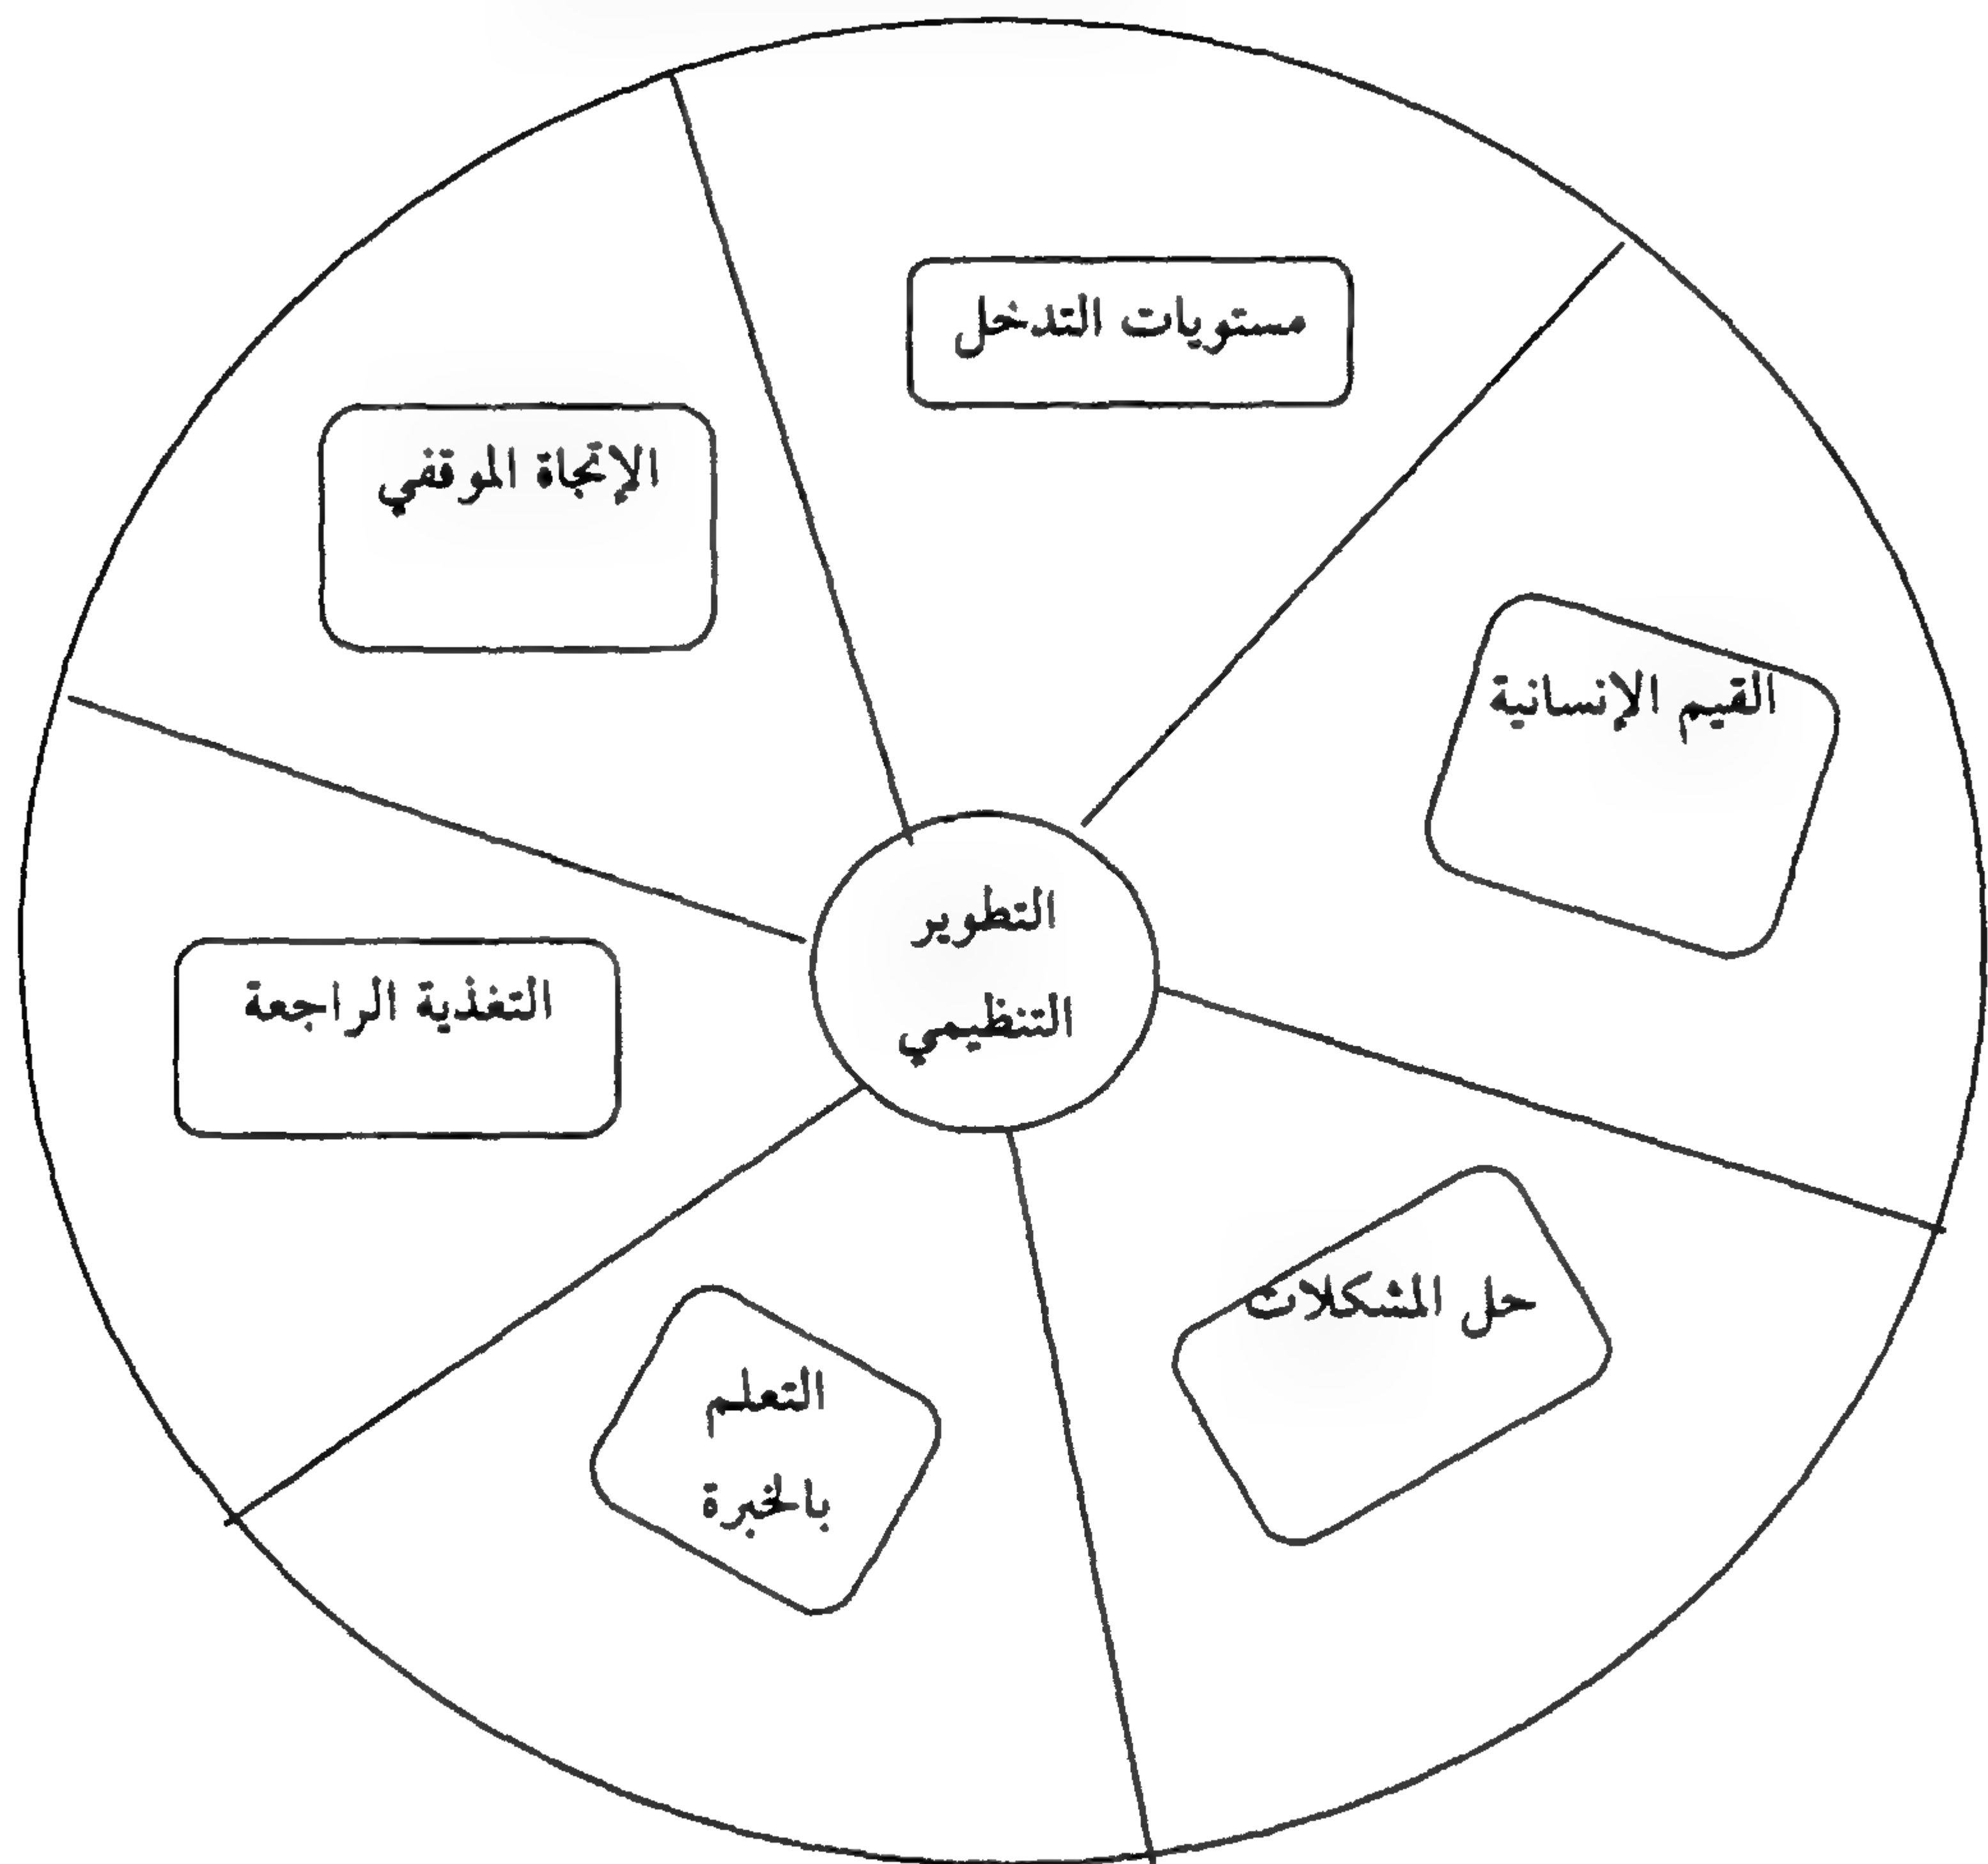 مستويات التدخل
الإتجاة الموقفي
القيم الإنسانية
التطوير
التنظيمي
التغذية الراجعة
حل المشكلات
التعلم
بالخبرة